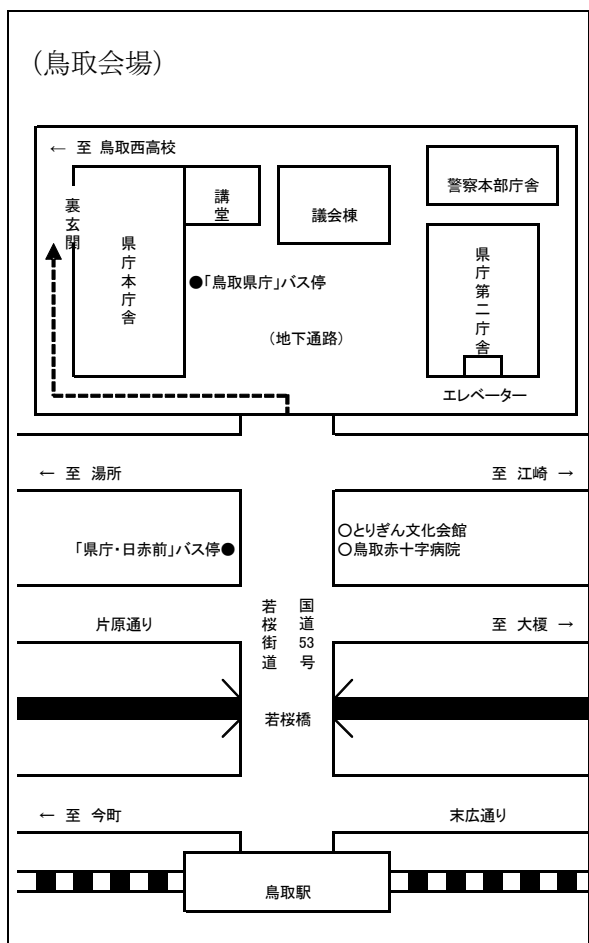 (鳥取会場)
← 至 鳥取西高校
警察本部庁舎
講堂
議会棟
裏玄関
県庁本庁舎
県庁第二庁舎
●「鳥取県庁」バス停
(地下通路)
エレベーター
← 至 湯所
至 江崎 →
○とりぎん文化会館
「県庁・日赤前」バス停●
○鳥取赤十字病院
国道53号
若桜街道
片原通り
至 大榎 →
若桜橋
← 至 今町
末広通り
鳥取駅